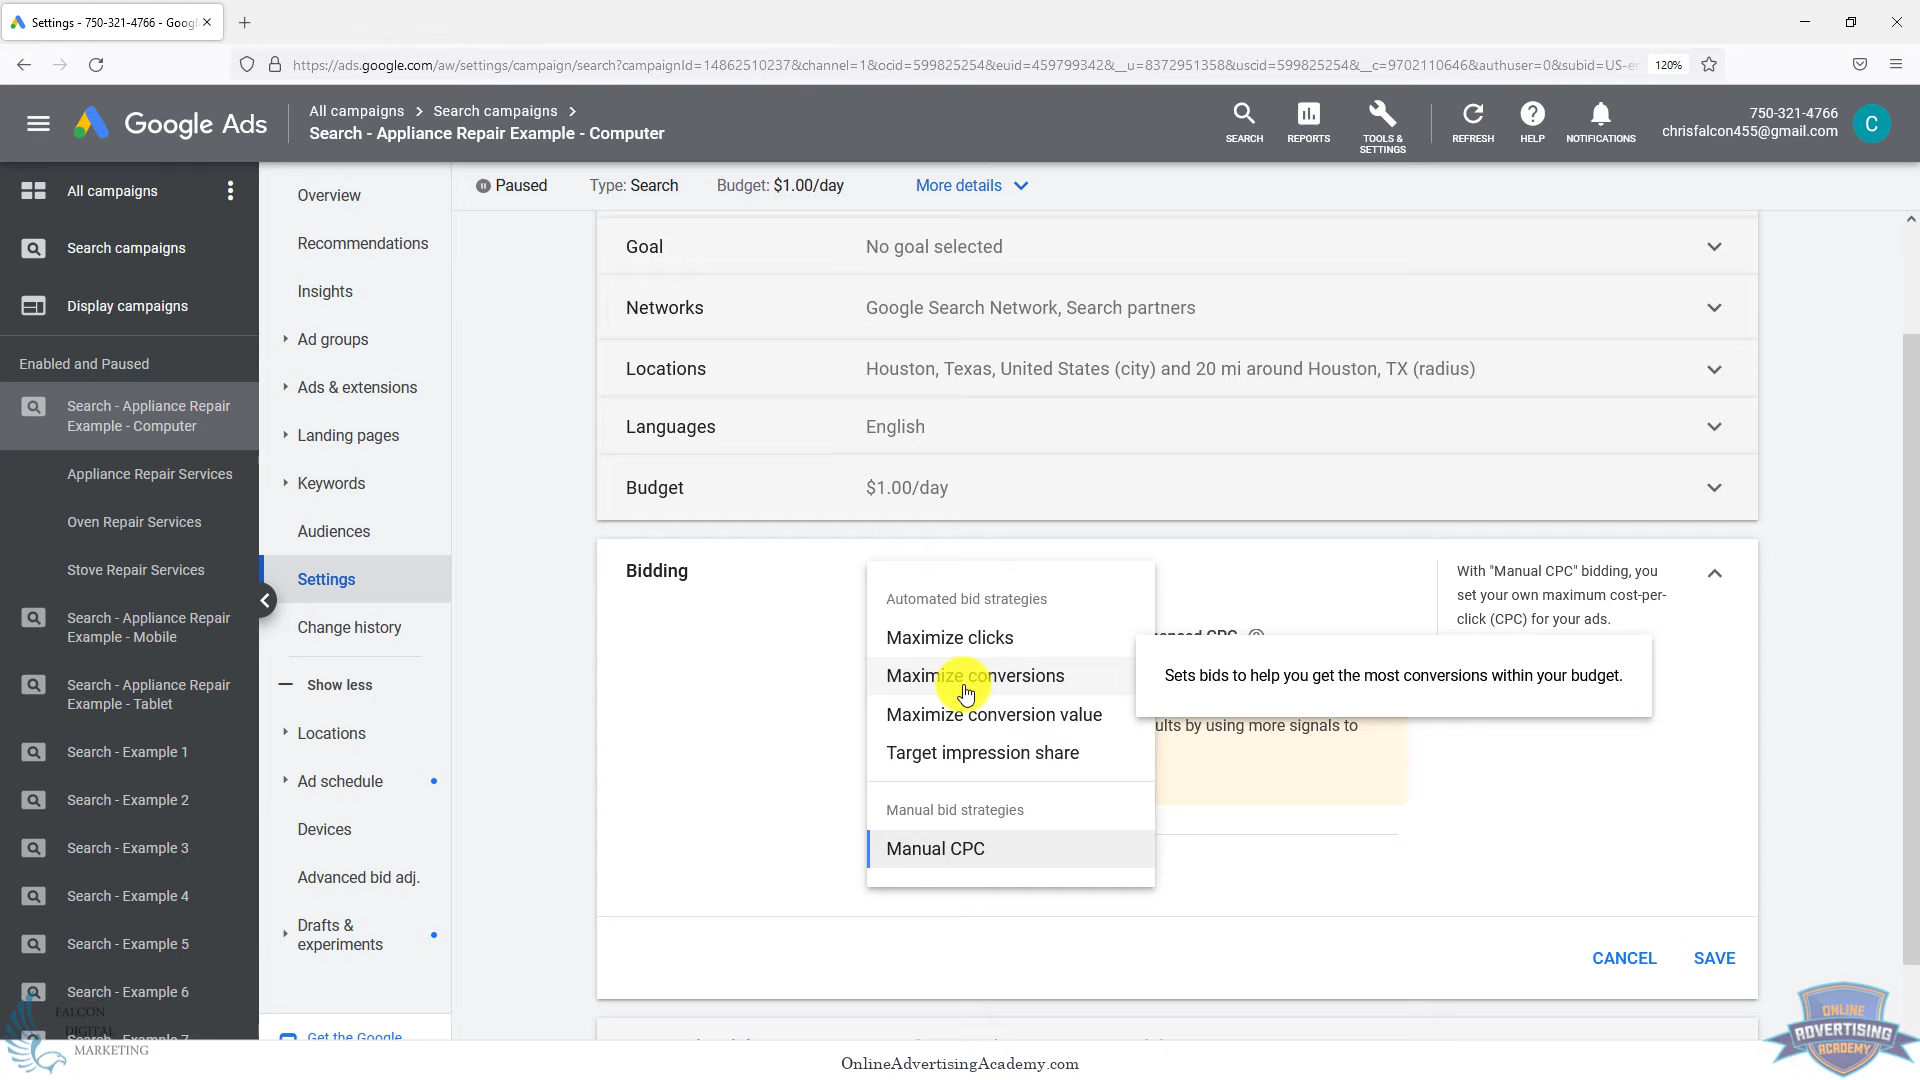 Settings - 750-321-4766 - Googl
https://ads.google.com/aw/settings/campaign/search?campaignId=14862510237&channel=1&ocid=599825254&euid=459799342&__u=8372951358&uscid=599825254&__c=9702110646&authuser=0&subid=US-e
120%
Google Ads
All campaigns > Search campaigns >
Search - Appliance Repair Example - Computer
SEARCH
REPORTS
TOOLS &
SETTINGS
REFRESH
HELP
NOTIFICATIONS
750-321-4766
chrisfalcon455@gmail.com
C
All campaigns
Search campaigns
Display campaigns
Enabled and Paused
Search - Appliance Repair
Example - Computer
Appliance Repair Services
Oven Repair Services
Stove Repair Services
Search - Appliance Repair
Example - Mobile
Search - Appliance Repair
Example - Tablet
Search - Example 1
Search - Example 2
Search - Example 3
Search - Example 4
Search - Example 5
Search - Example 6
Search - Example 7
FALCON
DIGITAL
MARKETING
Overview
Recommendations
Insights
Ad groups
Ads & extensions
Landing pages
Keywords
Audiences
Settings
Change history
Show less
Locations
Ad schedule
Devices
Advanced bid adj.
Drafts &
experiments
Get the Google
Paused Type: Search Budget: $1.00/day More details
Goal No goal selected
Networks Google Search Network, Search partners
Locations Houston, Texas, United States (city) and 20 mi around Houston, TX (radius)
Languages English
Budget $1.00/day
Bidding
Automated bid strategies
Maximize clicks
Maximize conversions
Maximize conversion value
Target impression share
Manual bid strategies
Manual CPC
Sets bids to help you get the most conversions within your budget.
ults by using more signals to
With "Manual CPC" bidding, you
set your own maximum cost-per-
click (CPC) for your ads.
CANCEL SAVE
OnlineAdvertisingAcademy.com
ONLINE
ADVERTISING
ACADEMY